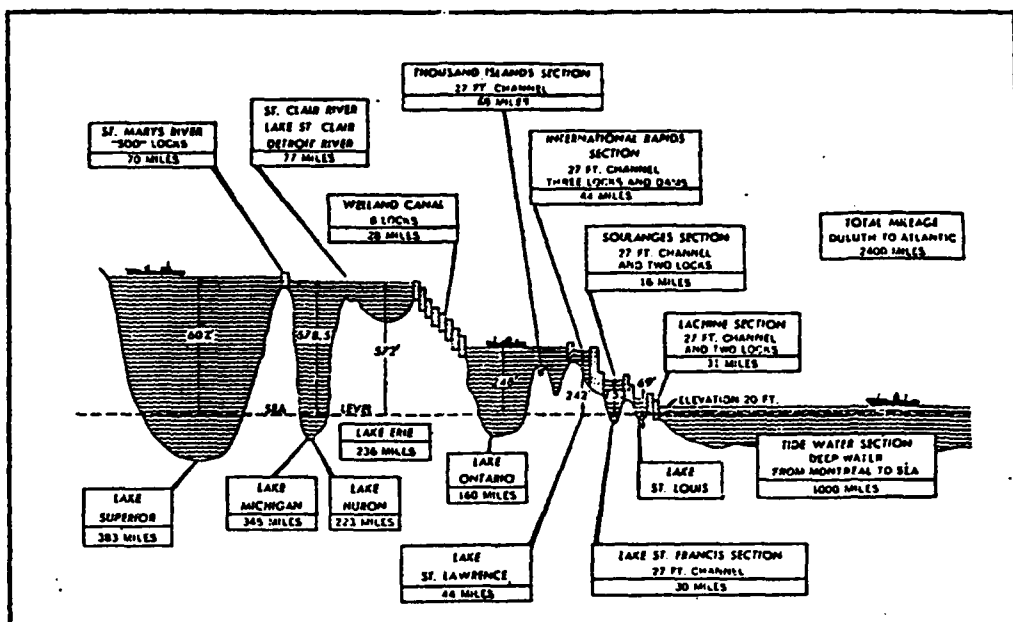 THOUSAND ISLANDS SECTION
27 FT. CHANNEL
68 MILES
ST. CLAIR RIVER
LAKE ST CLAIR
DETROIT RIVER
77 MILES
ST. MARYS RIVER
"SOO" LOCKS
70 MILES
INTERNATIONAL RAPIDS
SECTION
27 FT. CHANNEL
THREE LOCKS AND DAMS
44 MILES
WELLAND CANAL
8 LOCKS
28 MILES
TOTAL MILEAGE
DULUTH TO ATLANTIC
2400 MILES
SOULANGES SECTION
27 FT. CHANNEL
AND TWO LOCKS
16 MILES
LACHINE SECTION
27 FT. CHANNEL
AND TWO LOCKS
31 MILES
602'
578.5'
572'
246'
242'
69'
ELEVATION 20 FT.
SEA LEVEL
LAKE ERIE
236 MILES
TIDE WATER SECTION
DEEP WATER
FROM MONTREAL TO SEA
1000 MILES
LAKE
SUPERIOR
383 MILES
LAKE
MICHIGAN
345 MILES
LAKE
HURON
223 MILES
LAKE
ONTARIO
160 MILES
LAKE
ST. LOUIS
LAKE
ST. LAWRENCE
44 MILES
LAKE ST. FRANCIS SECTION
27 FT. CHANNEL
30 MILES